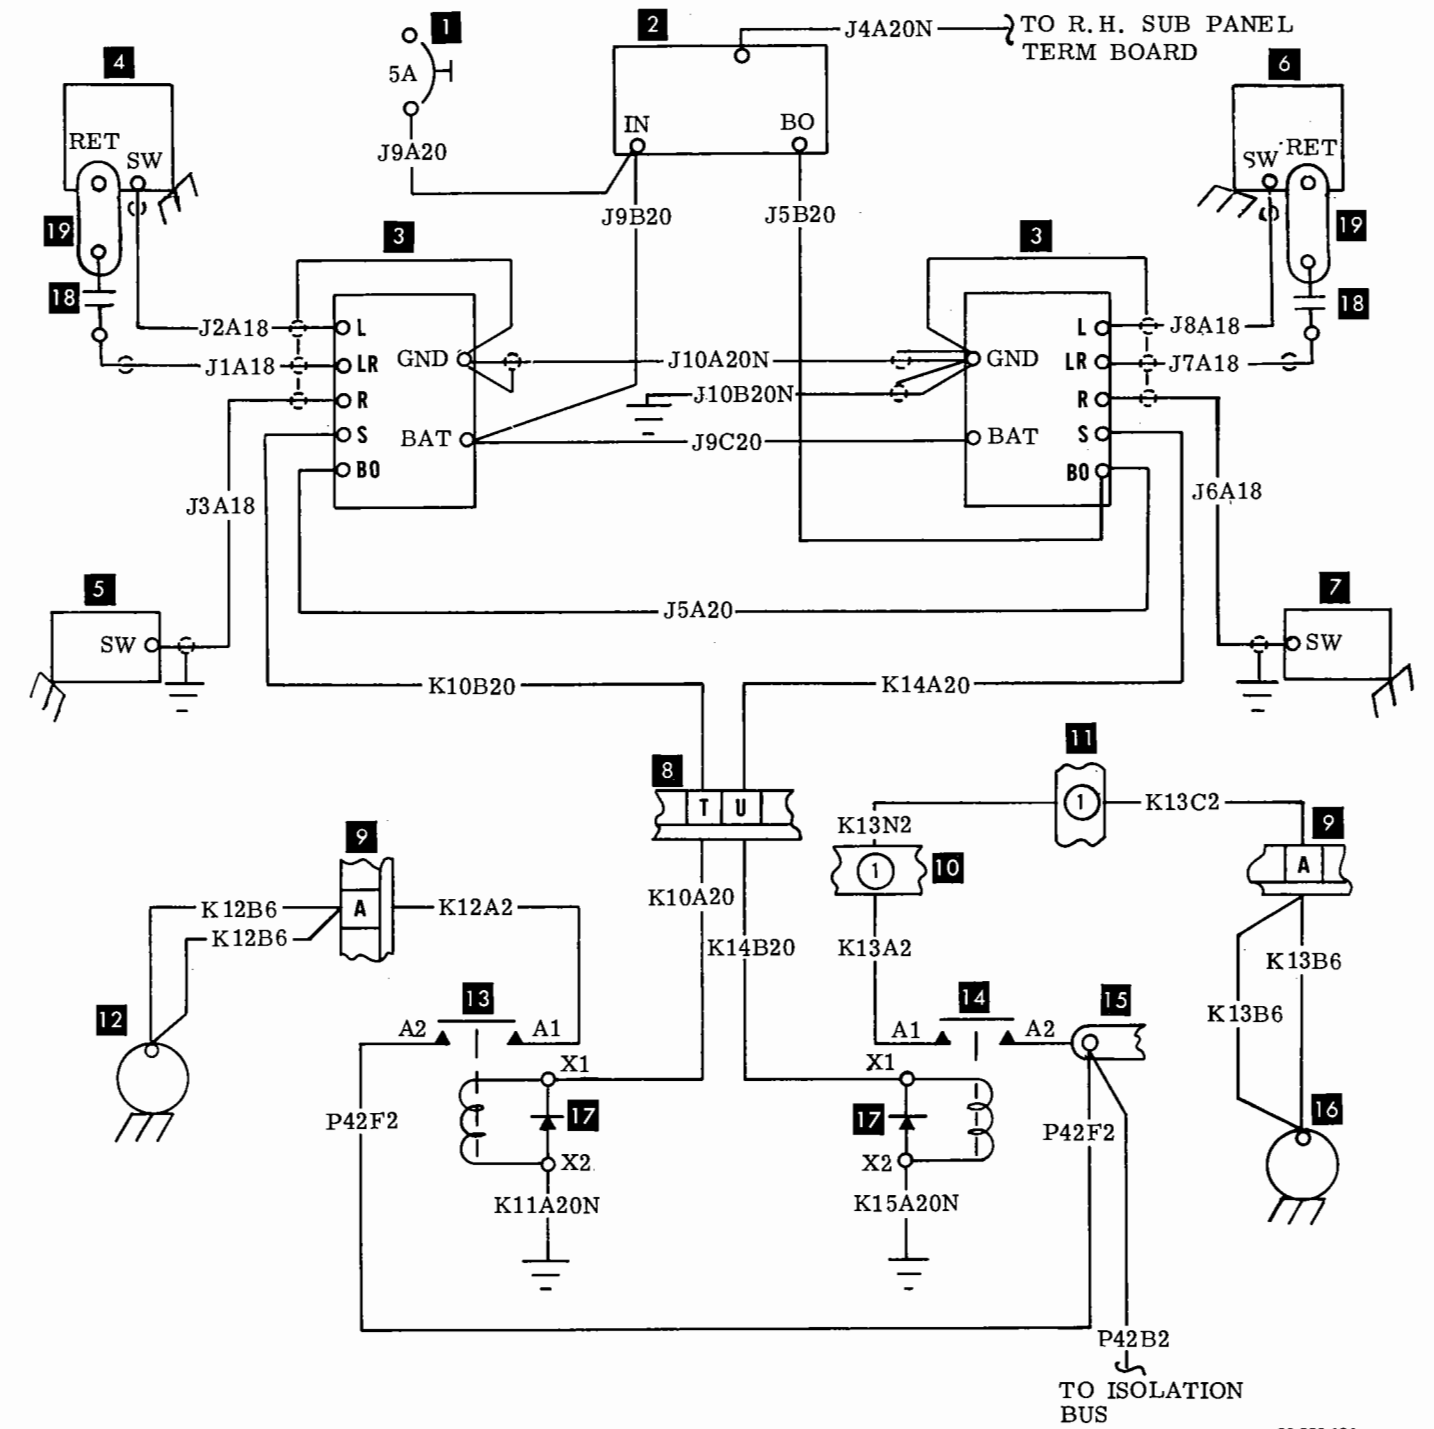 1
2
J4A20N
TO R.H. SUB PANEL
TERM BOARD
4
5A
6
RET
SW
IN
BO
SW
RET
J9A20
19
3
J9B20
J5B20
3
19
18
18
J2A18
L
L
J8A18
J1A18
LR
GND
J10A20N
GND
LR
J7A18
R
J10B20N
R
S
BAT
J9C20
BAT
S
BO
BO
J3A18
J6A18
5
7
J5A20
SW
SW
K10B20
K14A20
11
8
T
U
1
K13C2
9
K13N2
9
1
10
A
K10A20
K12B6
A
K12A2
K12B6
K14B20
K13A2
K13B6
13
14
15
12
K13B6
A2
A1
A1
A2
X1
X1
P42F2
17
17
P42F2
16
X2
X2
K11A20N
K15A20N
P42B2
TO ISOLATION
BUS